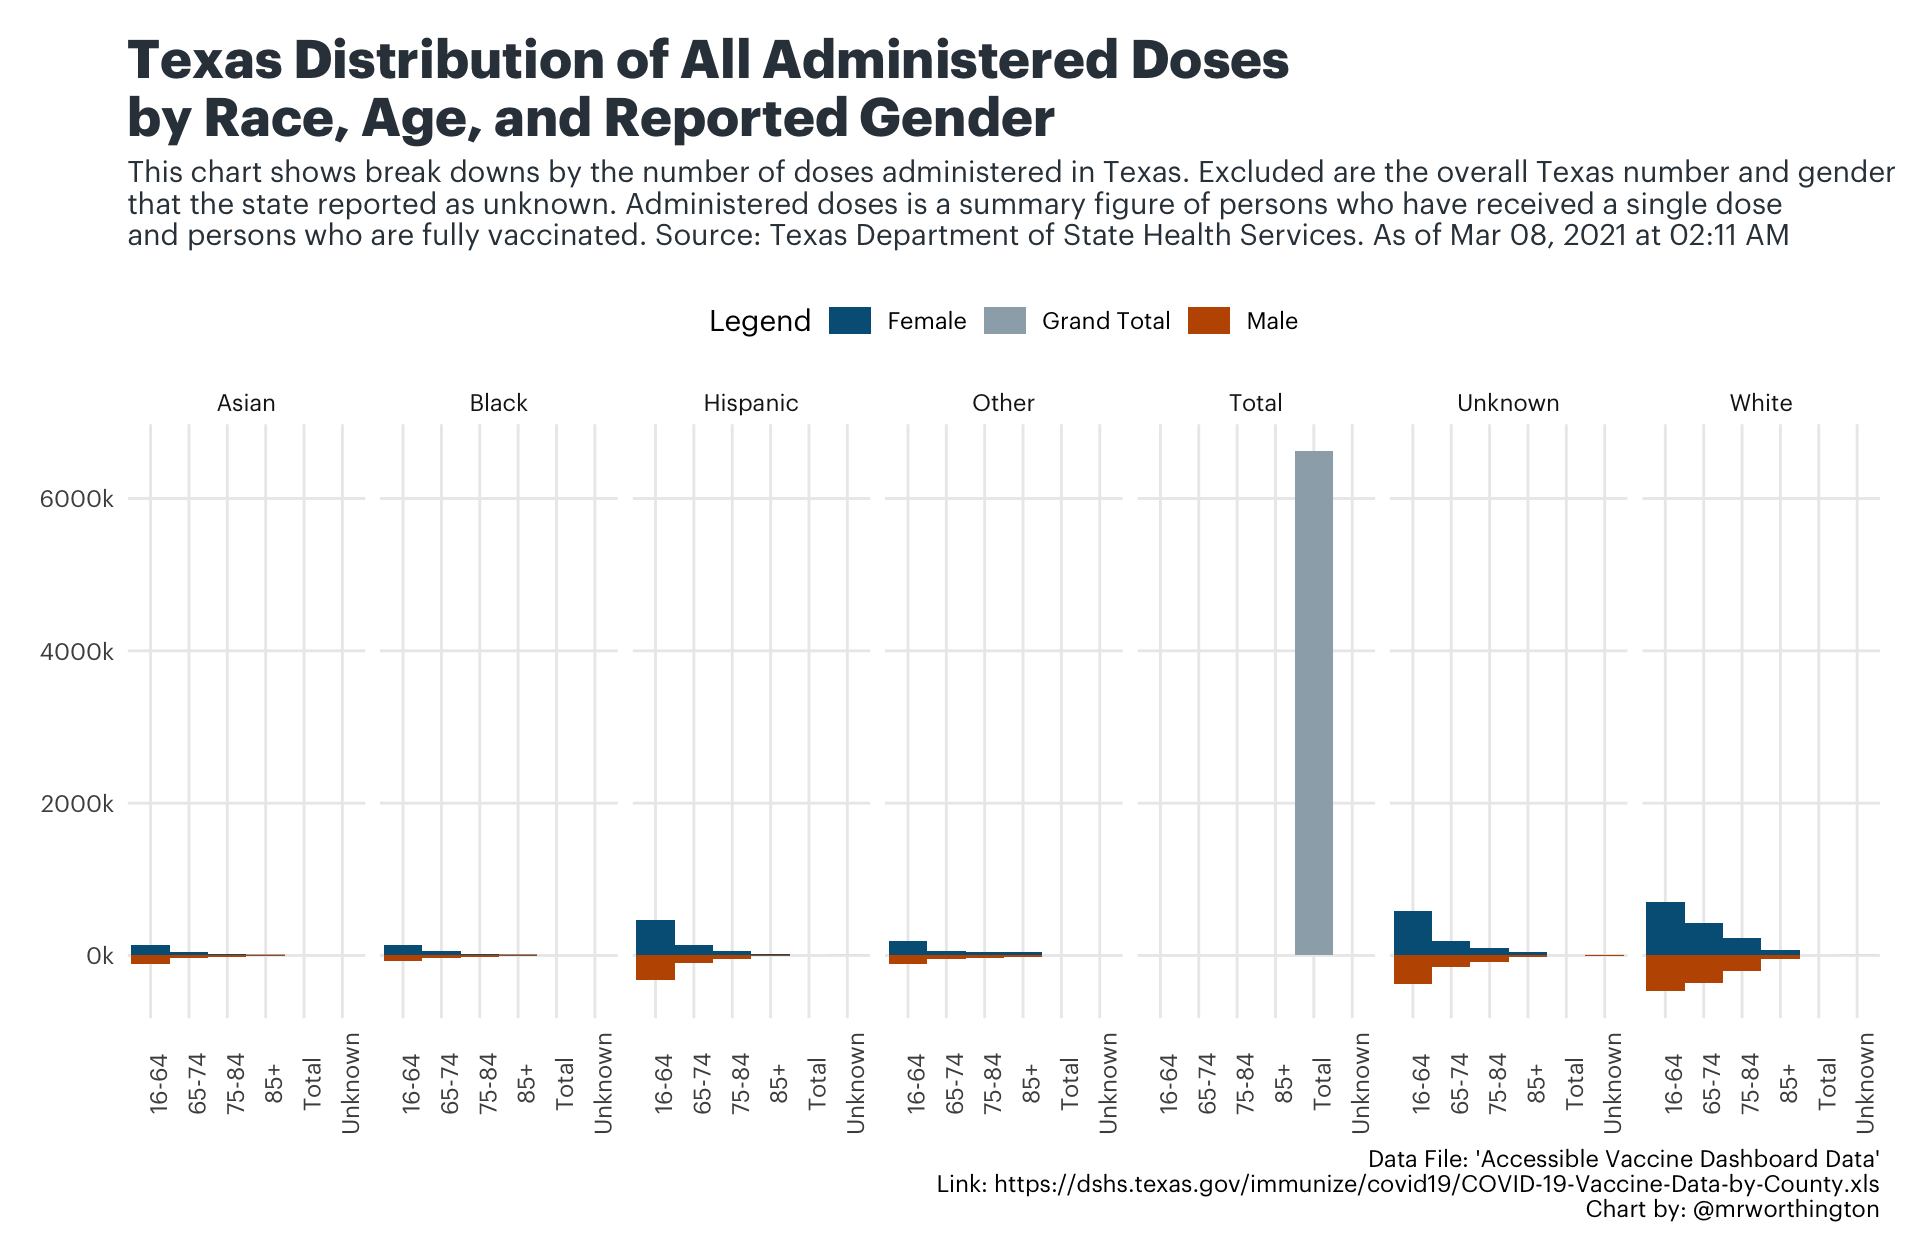 Texas Distribution of All Administered Doses
by Race, Age, and Reported Gender
This chart shows break downs by the number of doses administered in Texas. Excluded are the overall Texas number and gender
that the state reported as unknown. Administered doses is a summary figure of persons who have received a single dose
and persons who are fully vaccinated. Source: Texas Department of State Health Services. As of Mar 08, 2021 at 02:11 AM
Legend Female Grand Total Male
Asian Black Hispanic Other Total Unknown White
6000k
4000k
2000k
0k
16-64 65-74 75-84 85+ Total Unknown 16-64 65-74 75-84 85+ Total Unknown 16-64 65-74 75-84 85+ Total Unknown 16-64 65-74 75-84 85+ Total Unknown 16-64 65-74 75-84 85+ Total Unknown 16-64 65-74 75-84 85+ Total Unknown 16-64 65-74 75-84 85+ Total Unknown
Data File: 'Accessible Vaccine Dashboard Data'
Link: https://dshs.texas.gov/immunize/covid19/COVID-19-Vaccine-Data-by-County.xls
Chart by: @mrworthington